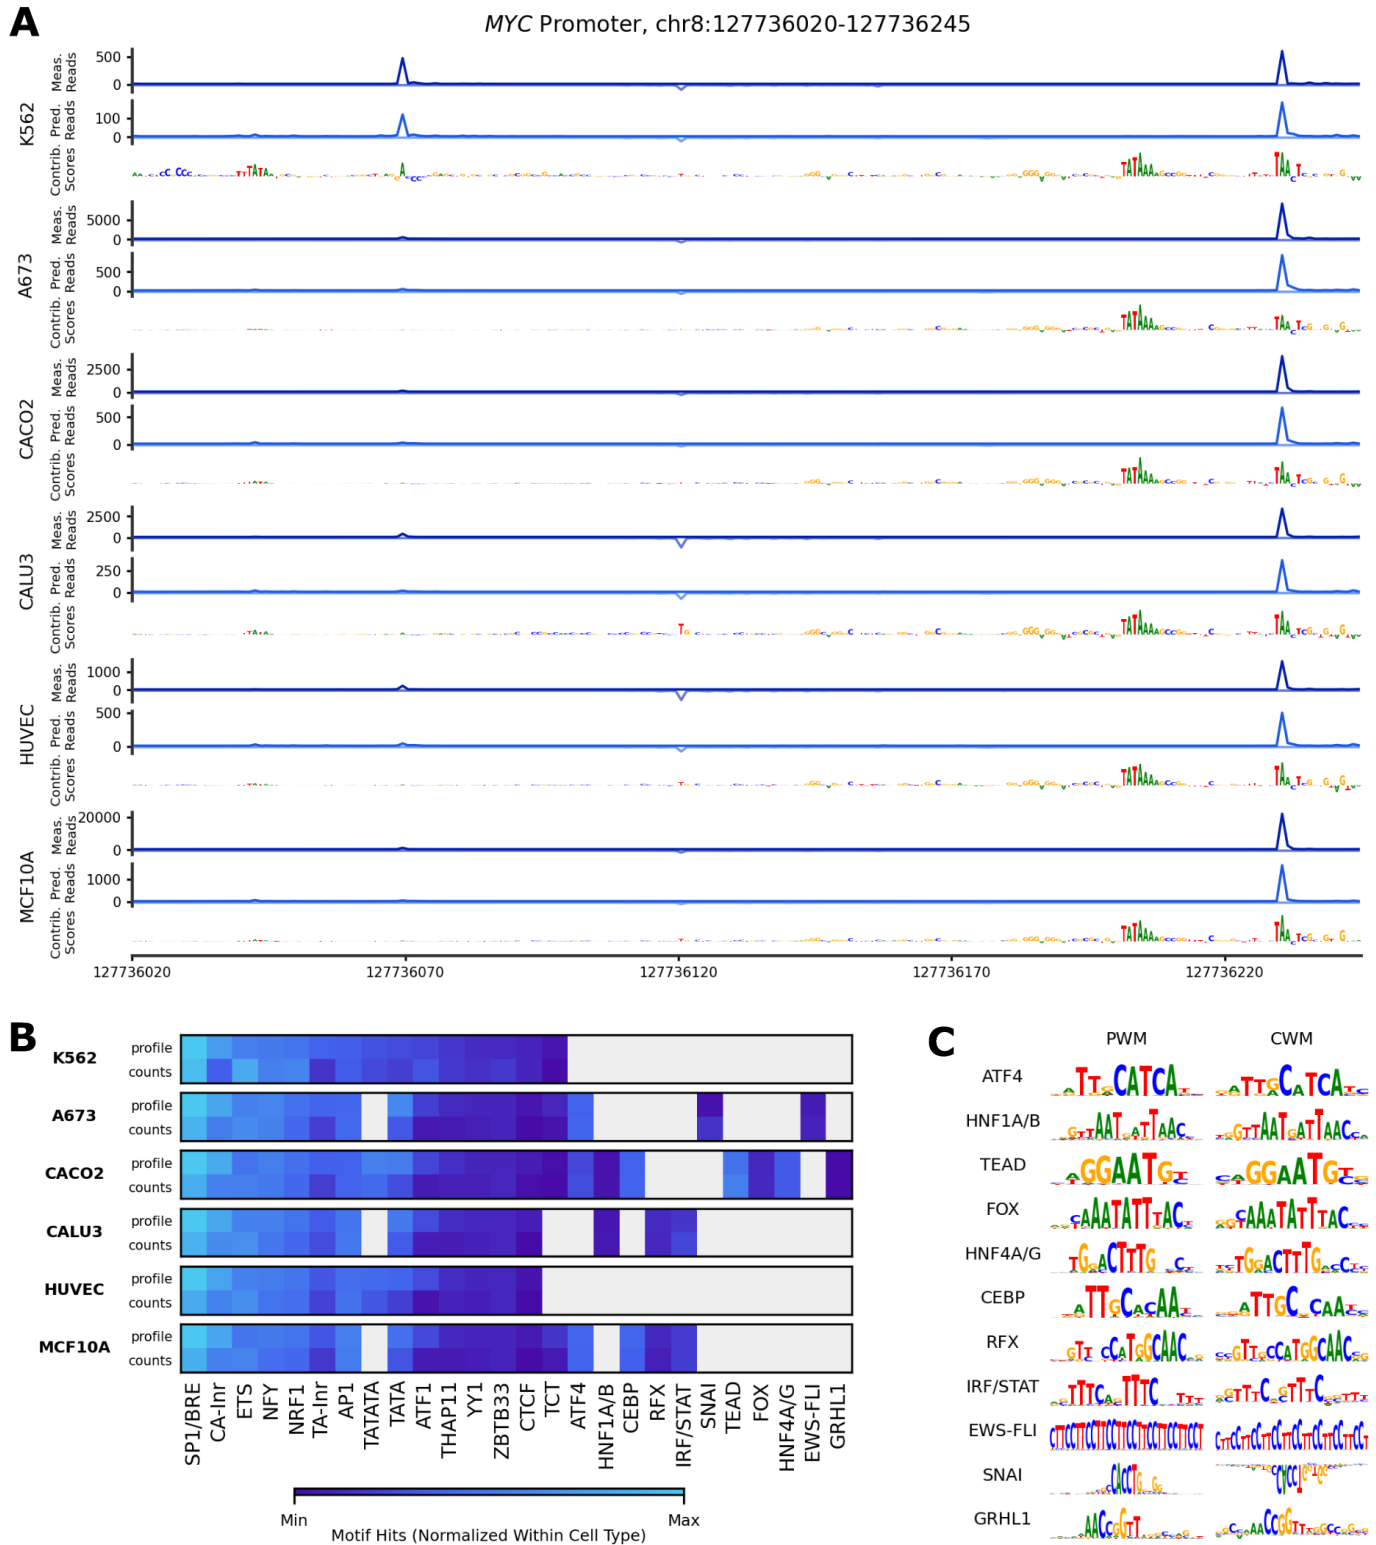 A
MYC Promoter, chr8:127736020-127736245
K562
Meas. Reads
500
0
Pred. Reads
100
0
Contrib. Scores
A673
Meas. Reads
5000
0
Pred. Reads
500
0
Contrib. Scores
CACO2
Meas. Reads
2500
0
Pred. Reads
500
0
Contrib. Scores
CALU3
Meas. Reads
2500
0
Pred. Reads
250
0
Contrib. Scores
HUVEC
Meas. Reads
1000
0
Pred. Reads
500
0
Contrib. Scores
MCF10A
Meas. Reads
20000
0
Pred. Reads
1000
0
Contrib. Scores
127736020 127736070 127736120 127736170 127736220
B
K562 profile counts
A673 profile counts
CACO2 profile counts
CALU3 profile counts
HUVEC profile counts
MCF10A profile counts
SP1/BRE CA-Inr ETS NFY NRF1 TA-Inr AP1 TATATA TATA ATF1 THAP11 YY1 ZBTB33 CTCF TCT ATF4 HNF1A/B CEBP RFX IRF/STAT SNAI TEAD FOX HNF4A/G EWS-FLI GRHL1
Min Max
Motif Hits (Normalized Within Cell Type)
C
PWM CWM
ATF4
HNF1A/B
TEAD
FOX
HNF4A/G
CEBP
RFX
IRF/STAT
EWS-FLI
SNAI
GRHL1